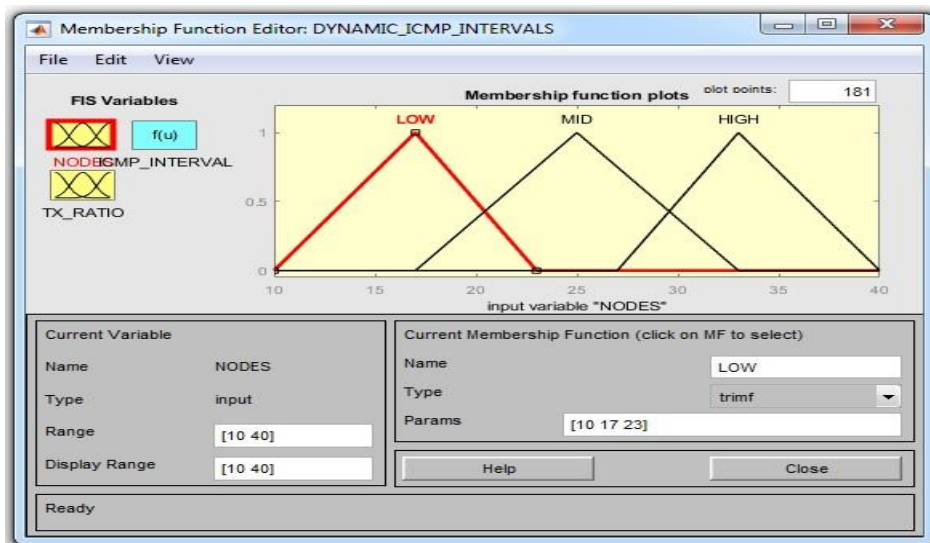 Membership Function Editor: DYNAMIC_ICMP_INTERVALS
File Edit View
FIS Variables
f(u)
NODES
ICMP_INTERVAL
TX_RATIO
Membership function plots
plot points: 181
LOW MID HIGH
1
0.5
0
10 15 20 25 30 35 40
input variable "NODES"
Current Variable
Name NODES
Type input
Range [10 40]
Display Range [10 40]
Current Membership Function (click on MF to select)
Name LOW
Type trimf
Params [10 17 23]
Help Close
Ready